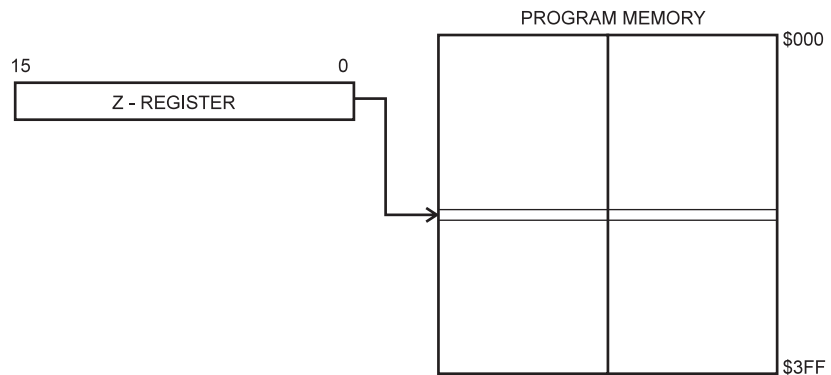 PROGRAM MEMORY
$000
15 0
Z - REGISTER
$3FF